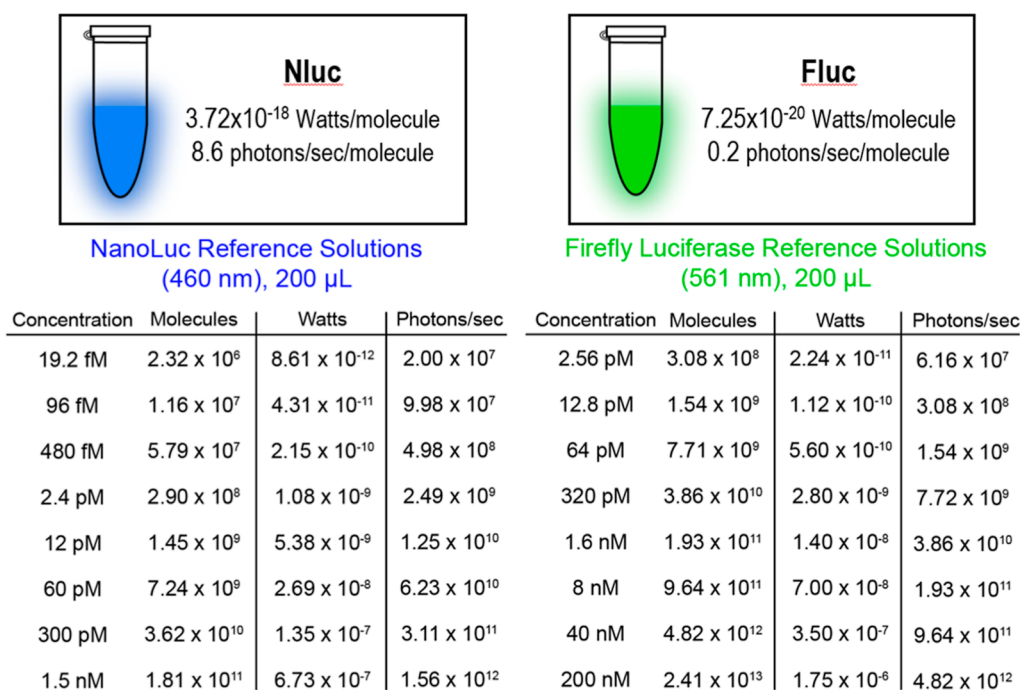 Nluc
3.72x10⁻¹⁸ Watts/molecule
8.6 photons/sec/molecule
NanoLuc Reference Solutions
(460 nm), 200 µL
Concentration Molecules Watts Photons/sec
19.2 fM 2.32 x 10⁶ 8.61 x 10⁻¹² 2.00 x 10⁷
96 fM 1.16 x 10⁷ 4.31 x 10⁻¹¹ 9.98 x 10⁷
480 fM 5.79 x 10⁷ 2.15 x 10⁻¹⁰ 4.98 x 10⁸
2.4 pM 2.90 x 10⁸ 1.08 x 10⁻⁹ 2.49 x 10⁹
12 pM 1.45 x 10⁹ 5.38 x 10⁻⁹ 1.25 x 10¹⁰
60 pM 7.24 x 10⁹ 2.69 x 10⁻⁸ 6.23 x 10¹⁰
300 pM 3.62 x 10¹⁰ 1.35 x 10⁻⁷ 3.11 x 10¹¹
1.5 nM 1.81 x 10¹¹ 6.73 x 10⁻⁷ 1.56 x 10¹²
Fluc
7.25x10⁻²⁰ Watts/molecule
0.2 photons/sec/molecule
Firefly Luciferase Reference Solutions
(561 nm), 200 µL
Concentration Molecules Watts Photons/sec
2.56 pM 3.08 x 10⁸ 2.24 x 10⁻¹¹ 6.16 x 10⁷
12.8 pM 1.54 x 10⁹ 1.12 x 10⁻¹⁰ 3.08 x 10⁸
64 pM 7.71 x 10⁹ 5.60 x 10⁻¹⁰ 1.54 x 10⁹
320 pM 3.86 x 10¹⁰ 2.80 x 10⁻⁹ 7.72 x 10⁹
1.6 nM 1.93 x 10¹¹ 1.40 x 10⁻⁸ 3.86 x 10¹⁰
8 nM 9.64 x 10¹¹ 7.00 x 10⁻⁸ 1.93 x 10¹¹
40 nM 4.82 x 10¹² 3.50 x 10⁻⁷ 9.64 x 10¹¹
200 nM 2.41 x 10¹³ 1.75 x 10⁻⁶ 4.82 x 10¹²